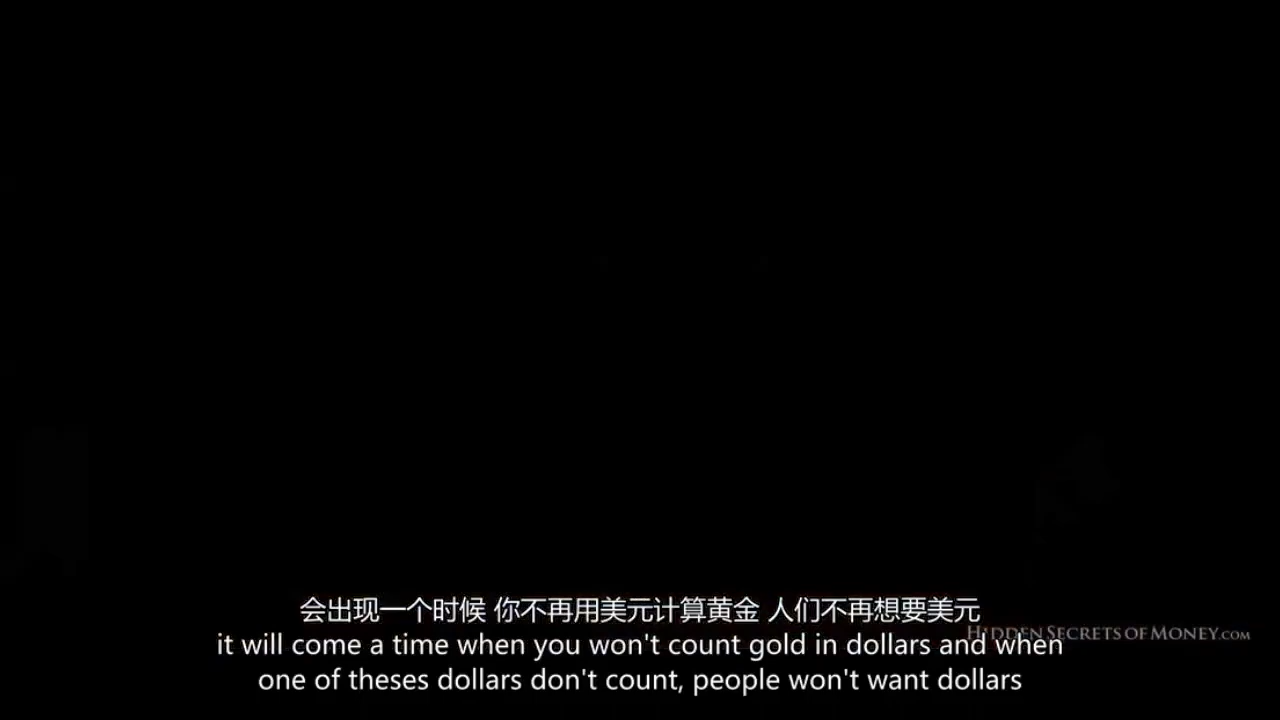 会出现一个时候 你不再用美元计算黄金 人们不再想要美元
it will come a time when you won't count gold in dollars and when
one of theses dollars don't count, people won't want dollars
HIDDEN SECRETS OF MONEY.COM